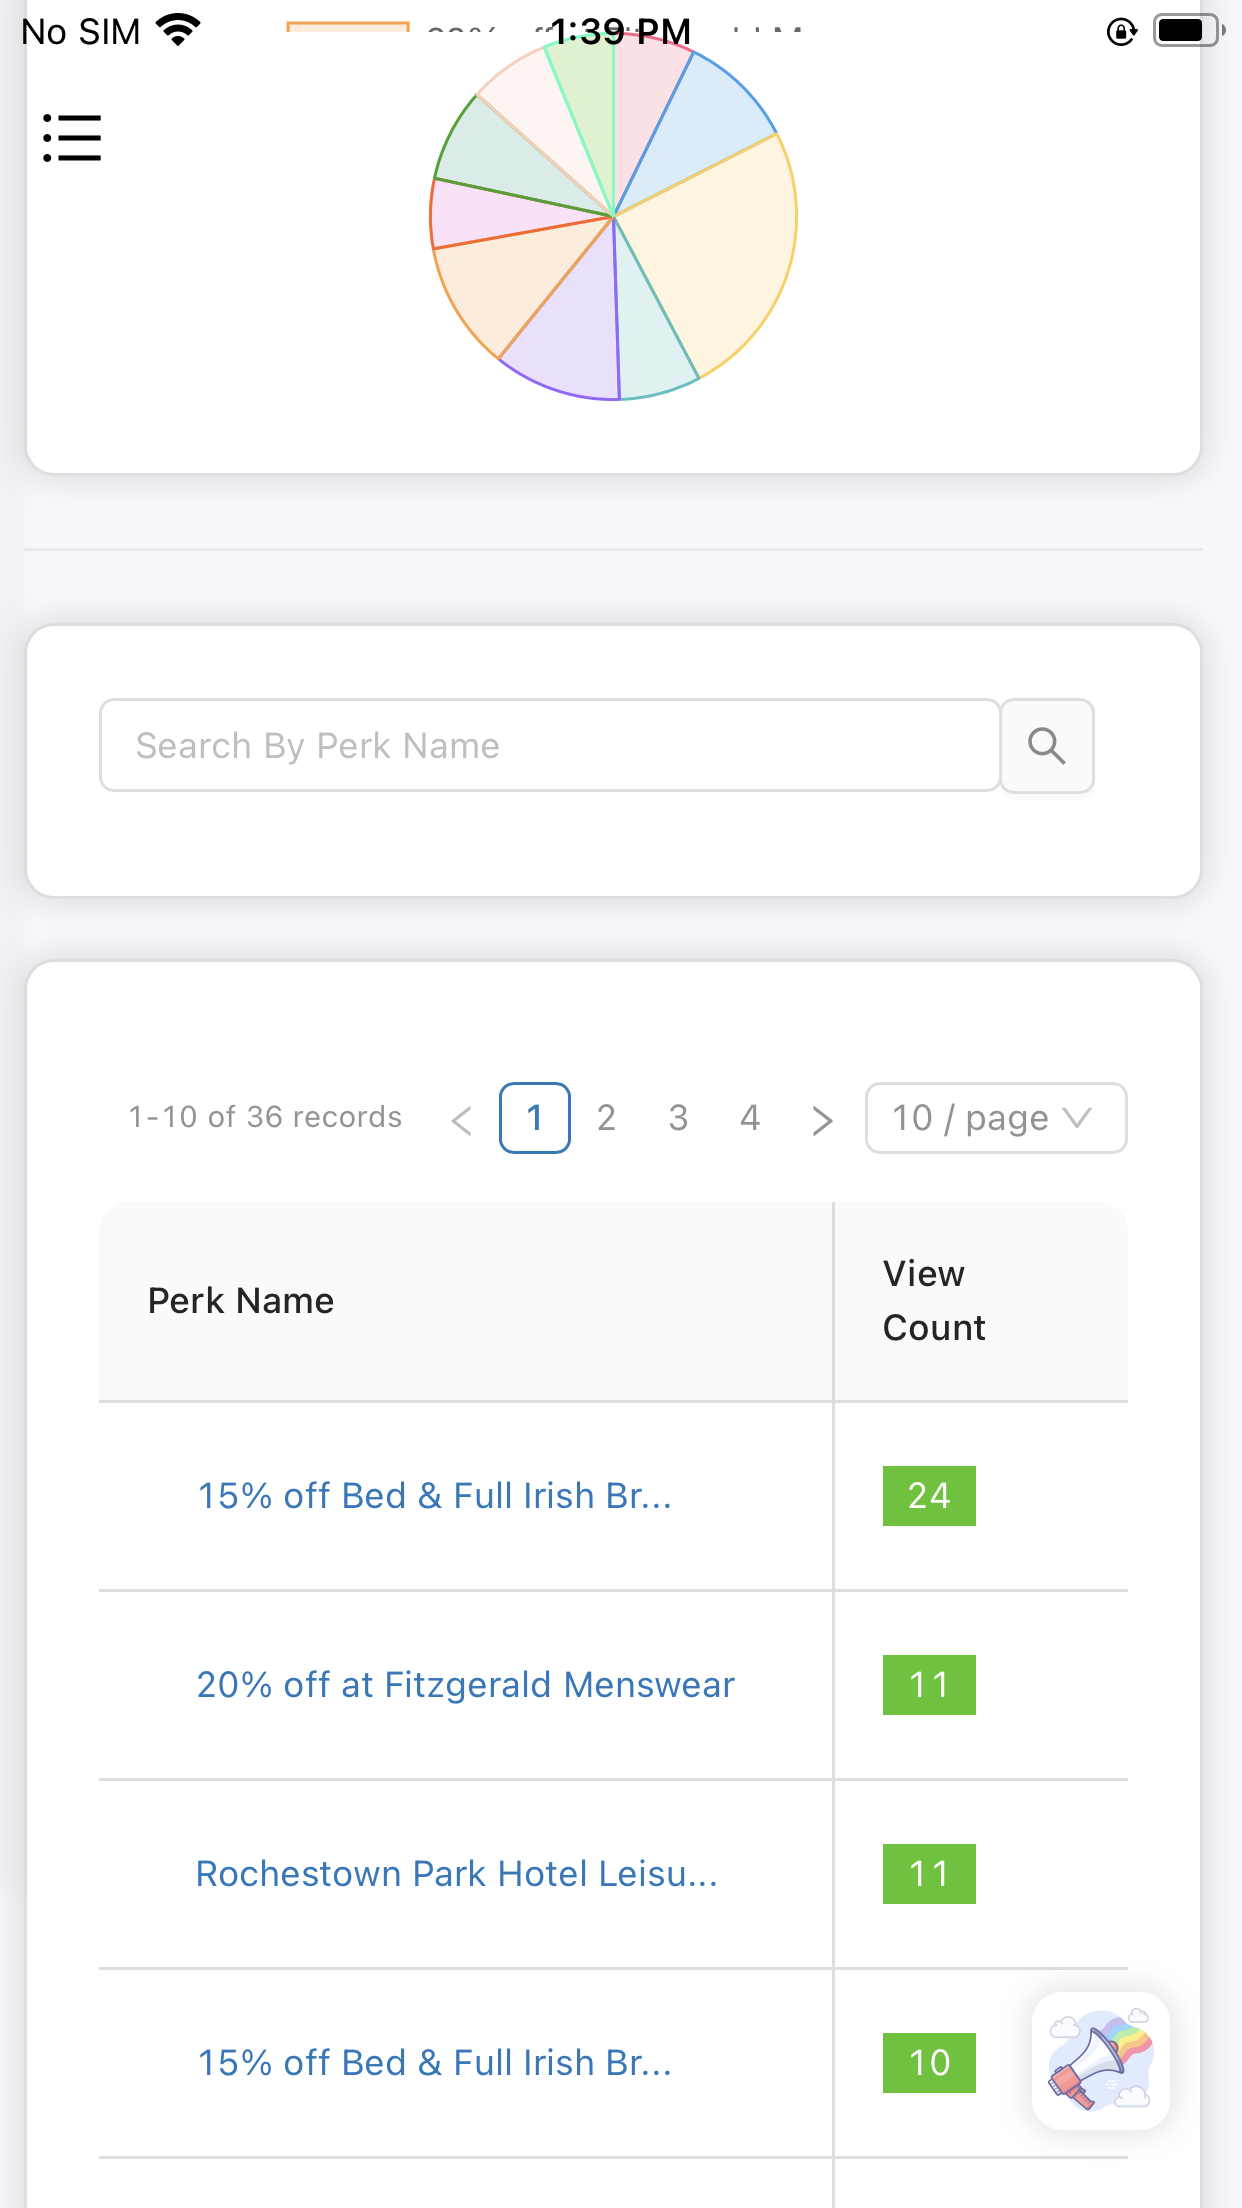 No SIM
1:39 PM
Search By Perk Name
1-10 of 36 records
1
2
3
4
10 / page
Perk Name
View
Count
15% off Bed & Full Irish Br...
24
20% off at Fitzgerald Menswear
11
Rochestown Park Hotel Leisu...
11
15% off Bed & Full Irish Br...
10